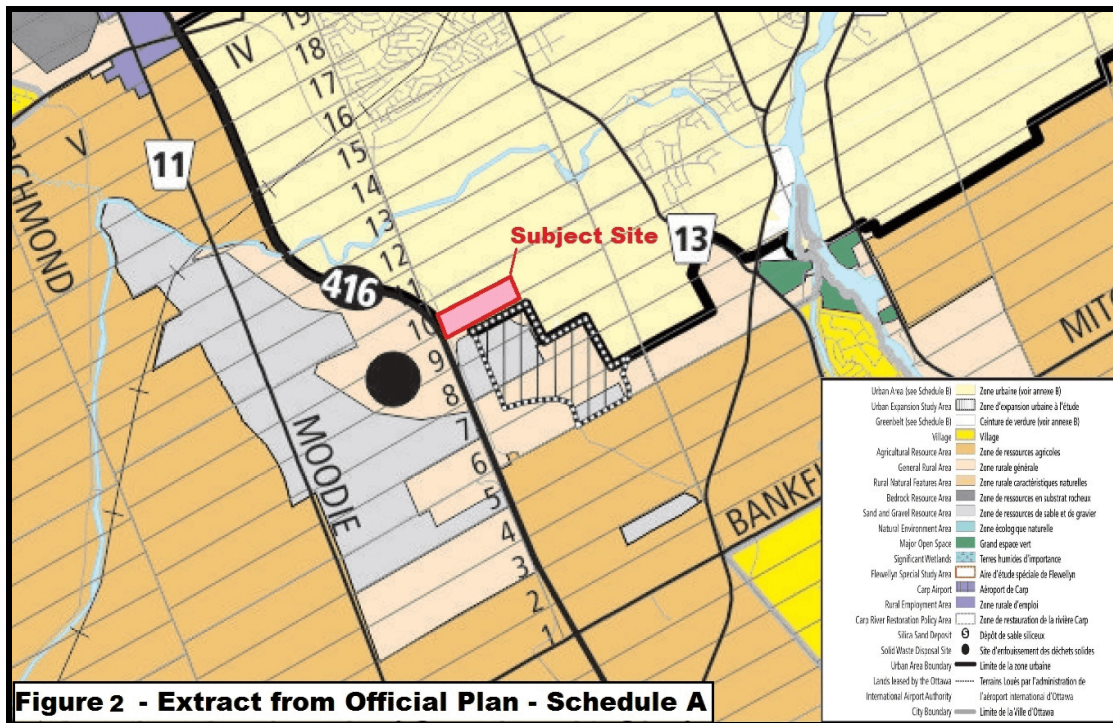 19
18
17
16
15
14
13
12
11
10
9
8
7
6
5
4
3
2
1
IV
V
11
416
13
RICHMOND
MOODIE
BANKFI
MIT
Subject Site
Urban Area (see Schedule B) Zone urbaine (voir annexe B)
Urban Expansion Study Area Zone d'expansion urbaine à l'étude
Greenbelt (see Schedule B) Ceinture de verdure (voir annexe B)
Village Village
Agricultural Resource Area Zone de ressources agricoles
General Rural Area Zone rurale générale
Rural Natural Features Area Zone rurale caractéristiques naturelles
Bedrock Resource Area Zone de ressources en substrat rocheux
Sand and Gravel Resource Area Zone de ressources de sable et de gravier
Natural Environment Area Zone écologique naturelle
Major Open Space Grand espace vert
Significant Wetlands Terres humides d'importance
Flewellyn Special Study Area Aire d'étude spéciale de Flewellyn
Carp Airport Aéroport de Carp
Rural Employment Area Zone rurale d'emploi
Carp River Restoration Policy Area Zone de restauration de la rivière Carp
Silica Sand Deposit S Dépôt de sable siliceux
Solid Waste Disposal Site Site d'enfouissement des déchets solides
Urban Area Boundary Limite de la zone urbaine
Lands leased by the Ottawa Terrains Loués par l'administration de
International Airport Authority l'aéroport international d'Ottawa
City Boundary Limite de la Ville d'Ottawa
Figure 2 - Extract from Official Plan - Schedule A